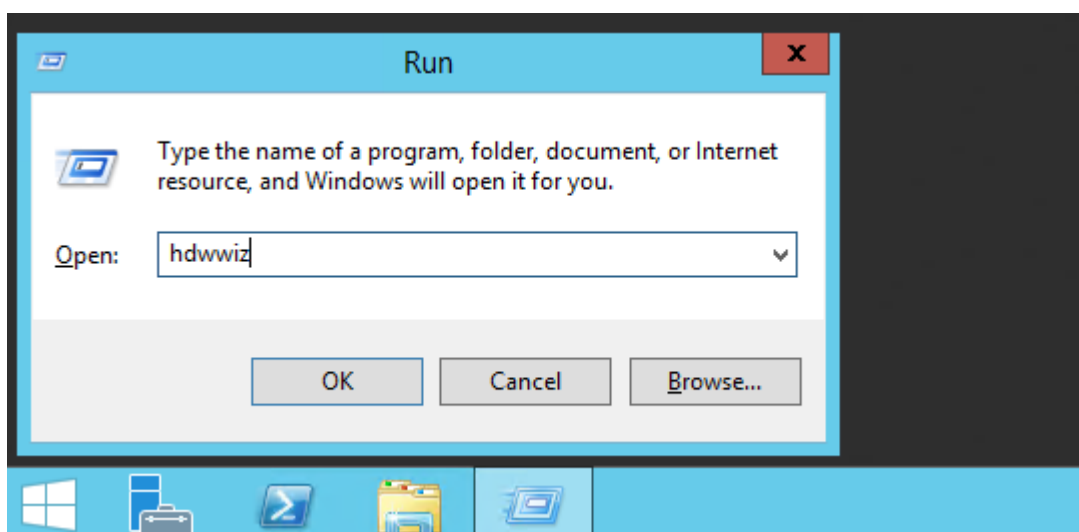 Run
x
Type the name of a program, folder, document, or Internet
resource, and Windows will open it for you.
Open: hdwwiz
OK Cancel Browse...